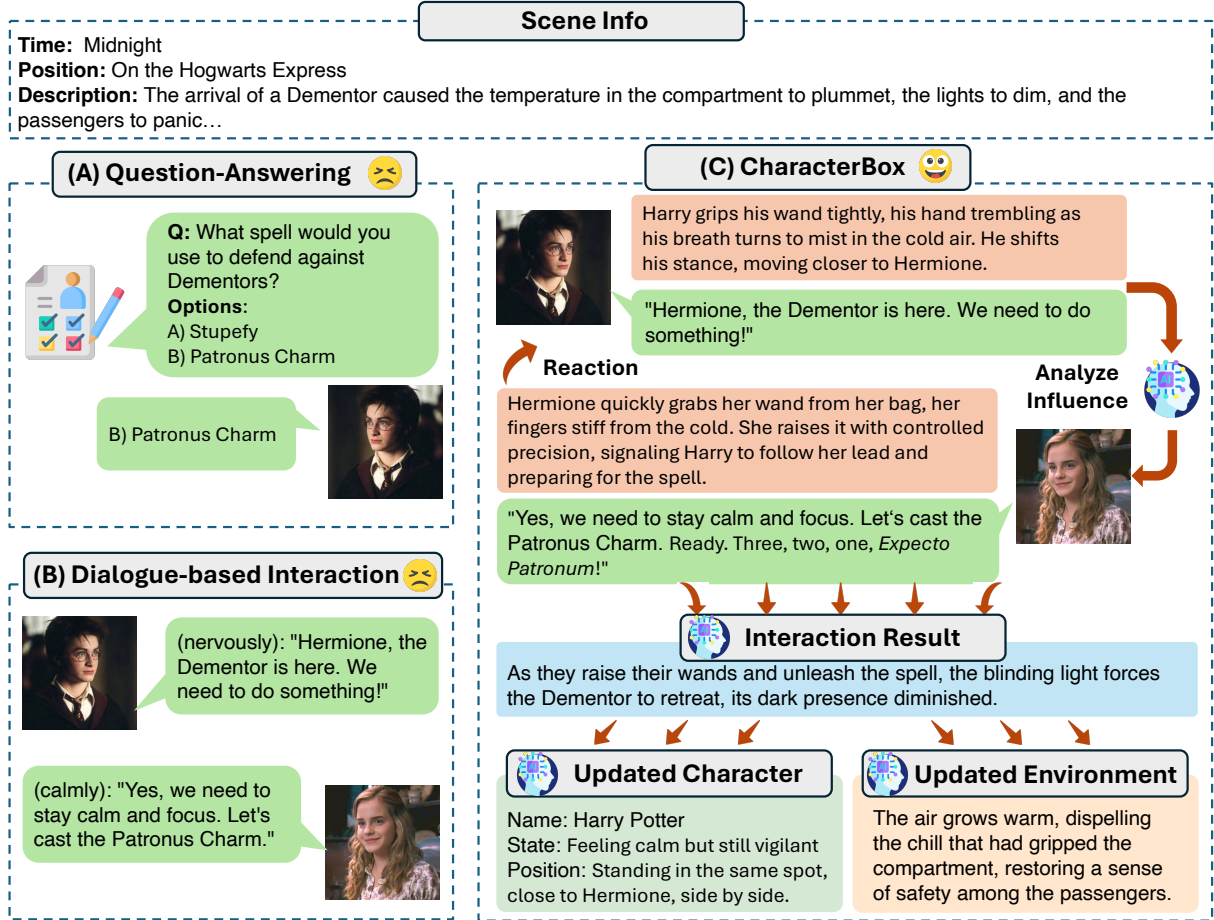 Scene Info
Time: Midnight
Position: On the Hogwarts Express
Description: The arrival of a Dementor caused the temperature in the compartment to plummet, the lights to dim, and the
passengers to panic…
(A) Question-Answering
Q: What spell would you
use to defend against
Dementors?
Options:
A) Stupefy
B) Patronus Charm
B) Patronus Charm
(B) Dialogue-based Interaction
(nervously): "Hermione, the
Dementor is here. We
need to do something!"
(calmly): "Yes, we need to
stay calm and focus. Let's
cast the Patronus Charm."
(C) CharacterBox
Harry grips his wand tightly, his hand trembling as
his breath turns to mist in the cold air. He shifts
his stance, moving closer to Hermione.
"Hermione, the Dementor is here. We need to do
something!"
Reaction
Analyze
Influence
Hermione quickly grabs her wand from her bag, her
fingers stiff from the cold. She raises it with controlled
precision, signaling Harry to follow her lead and
preparing for the spell.
"Yes, we need to stay calm and focus. Let‘s cast the
Patronus Charm. Ready. Three, two, one, Expecto
Patronum!"
Interaction Result
As they raise their wands and unleash the spell, the blinding light forces
the Dementor to retreat, its dark presence diminished.
Updated Character
Name: Harry Potter
State: Feeling calm but still vigilant
Position: Standing in the same spot,
close to Hermione, side by side.
Updated Environment
The air grows warm, dispelling
the chill that had gripped the
compartment, restoring a sense
of safety among the passengers.